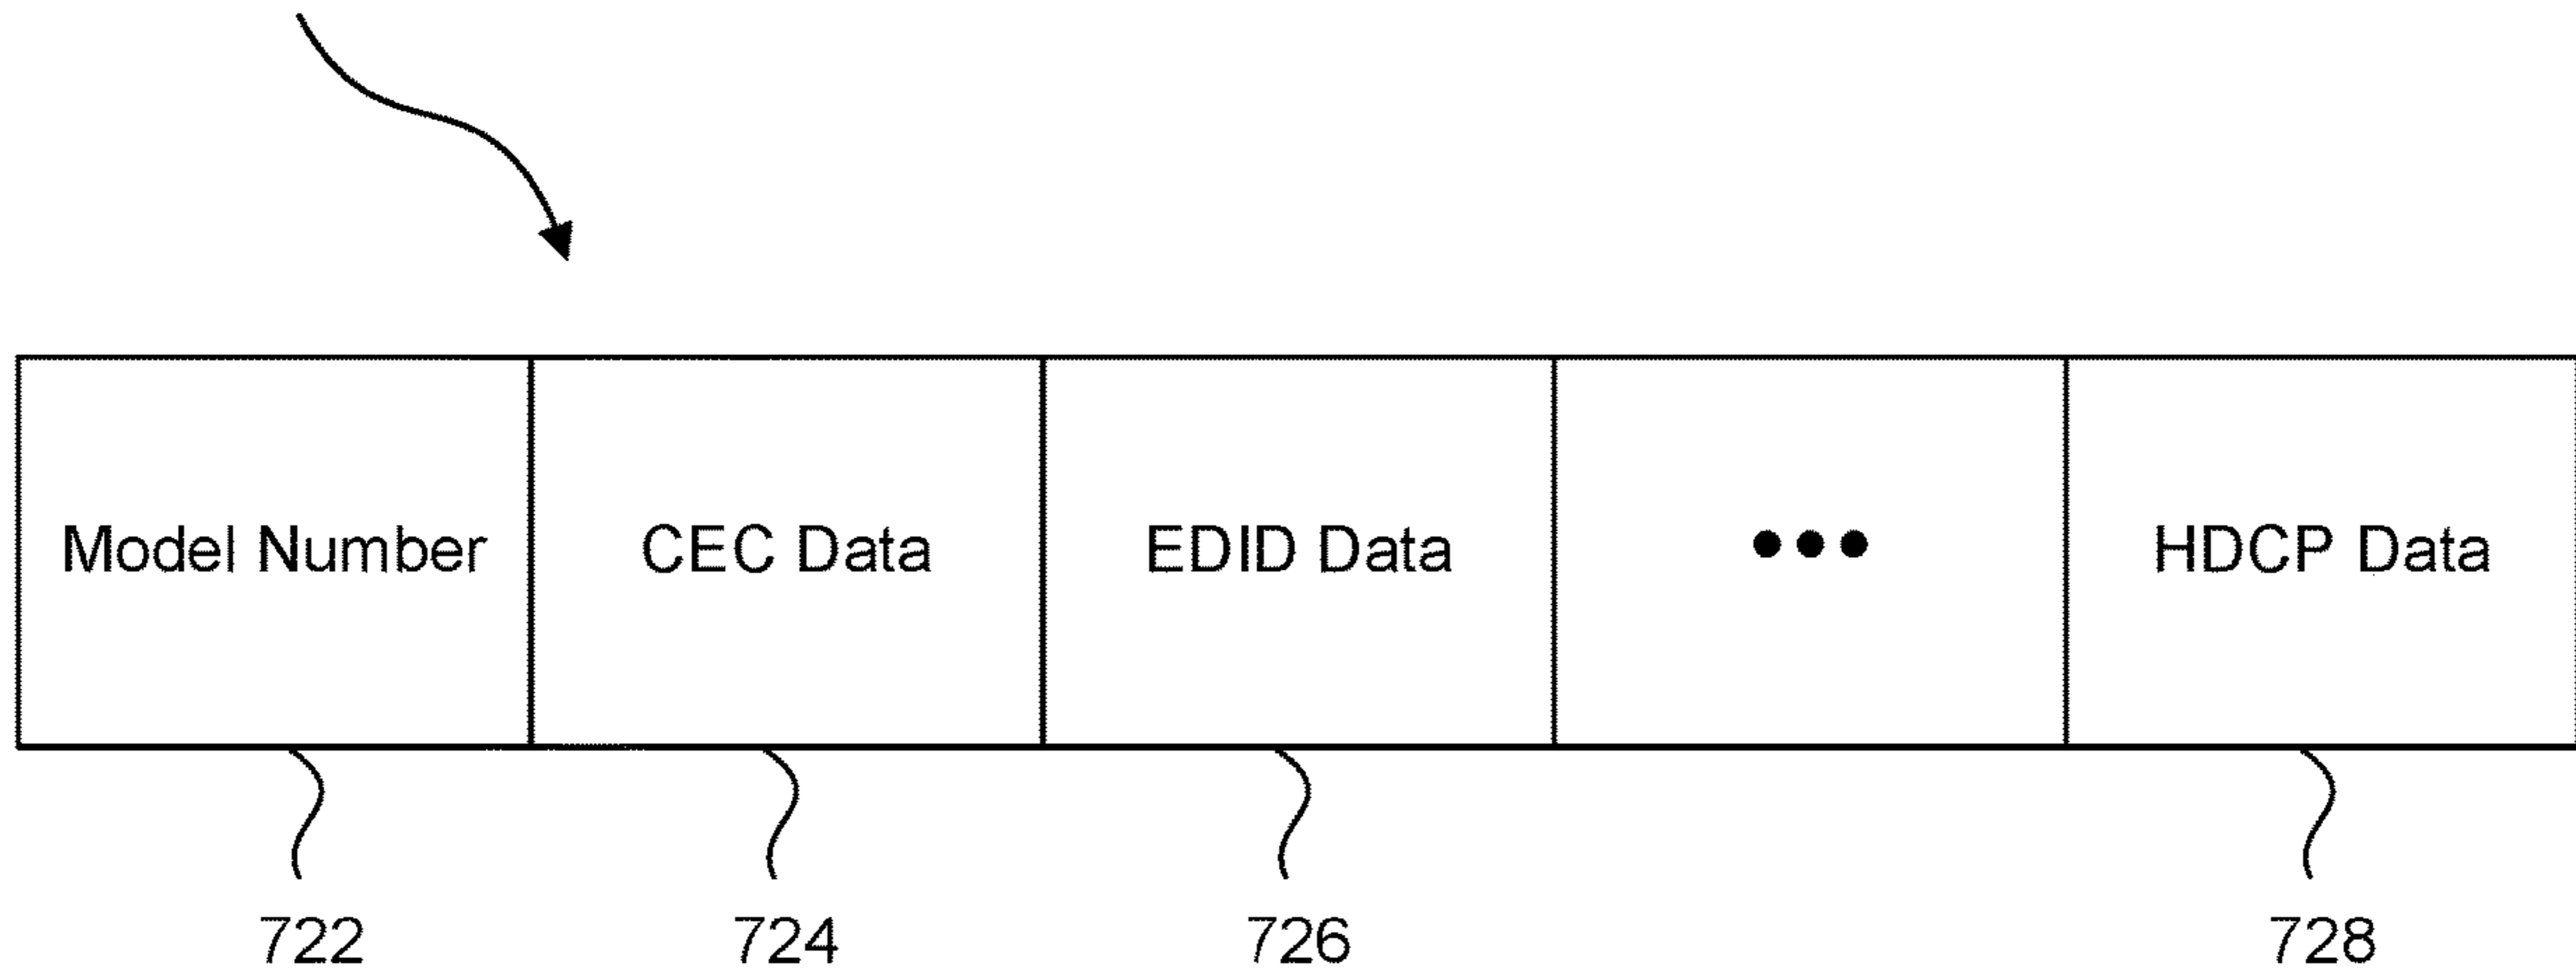 Model Number CEC Data EDID Data ●●● HDCP Data
722 724 726 728